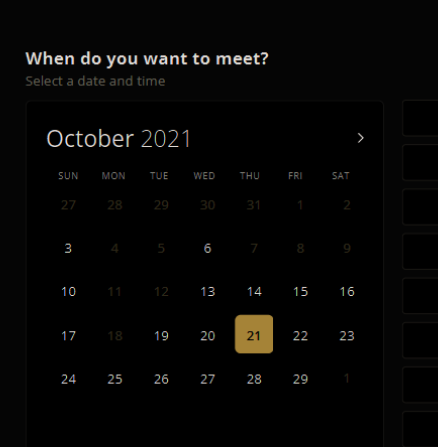 When do you want to meet?
Select a date and time
October 2021
SUN MON TUE WED THU FRI SAT
27 28 29 30 31 1 2
3 4 5 6 7 8 9
10 11 12 13 14 15 16
17 18 19 20 21 22 23
24 25 26 27 28 29 1